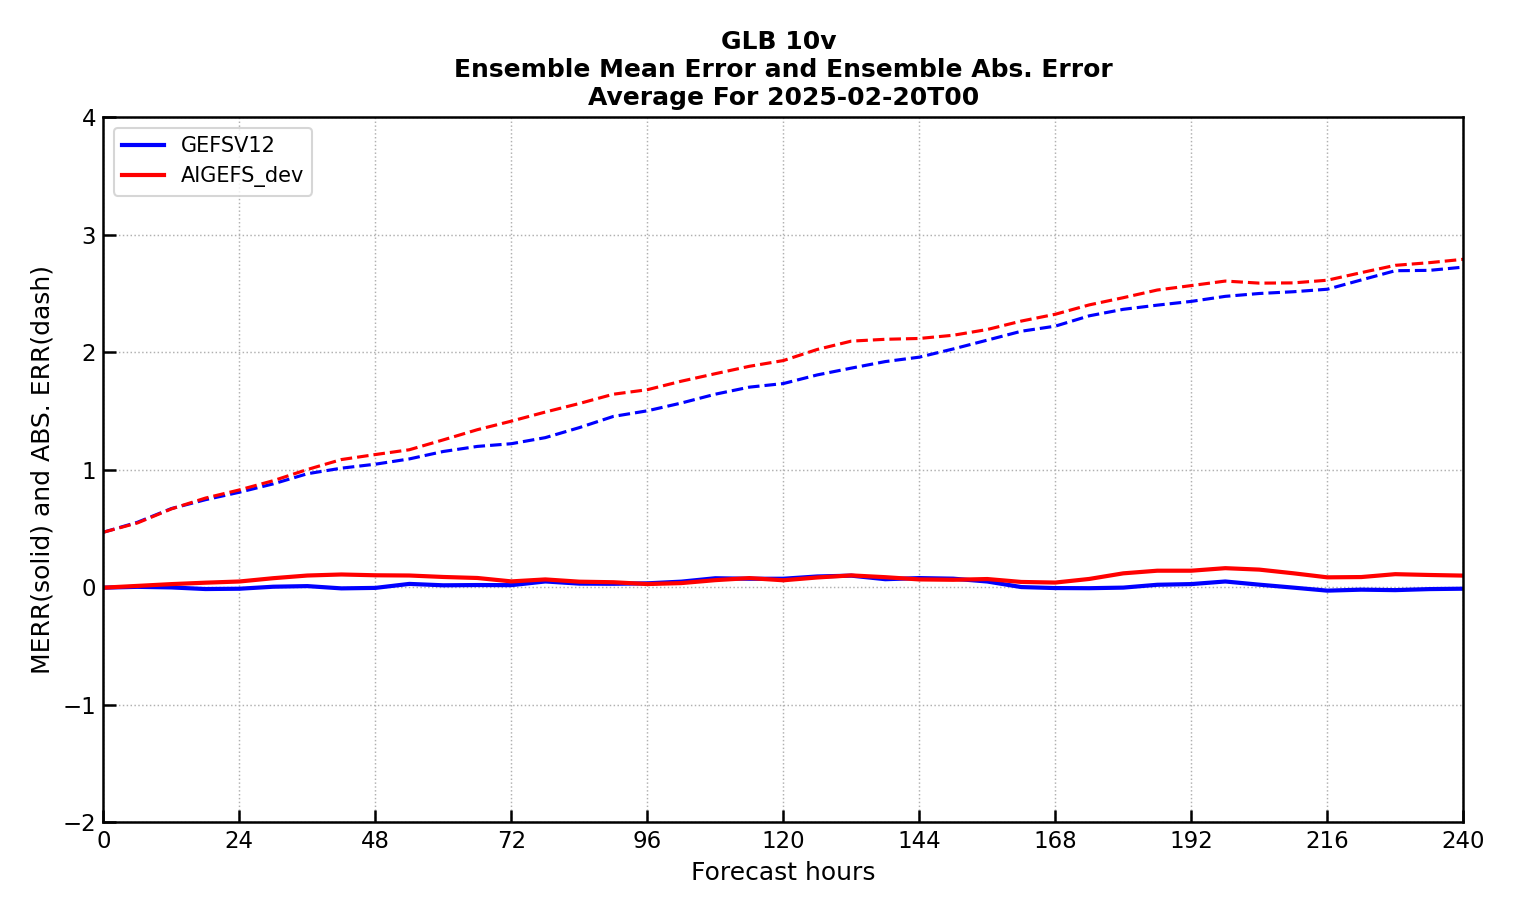 GLB 10v
Ensemble Mean Error and Ensemble Abs. Error
Average For 2025-02-20T00
GEFSV12
AIGEFS_dev
MERR(solid) and ABS. ERR(dash)
4
3
2
1
0
−1
−2
0 24 48 72 96 120 144 168 192 216 240
Forecast hours